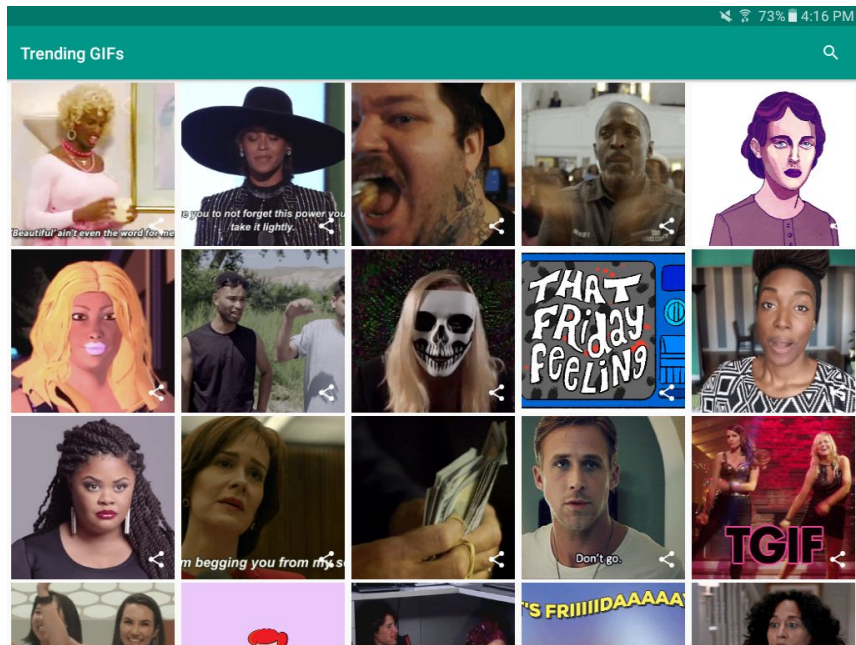 73% 4:16 PM
Trending GIFs
'Beautiful' ain't even the word for me
e you to not forget this power you
take it lightly.
THAT
FRiDaY
FEELING
m begging you from my s
Don't go.
TGIF
'S FRIIIIDAAAAAY